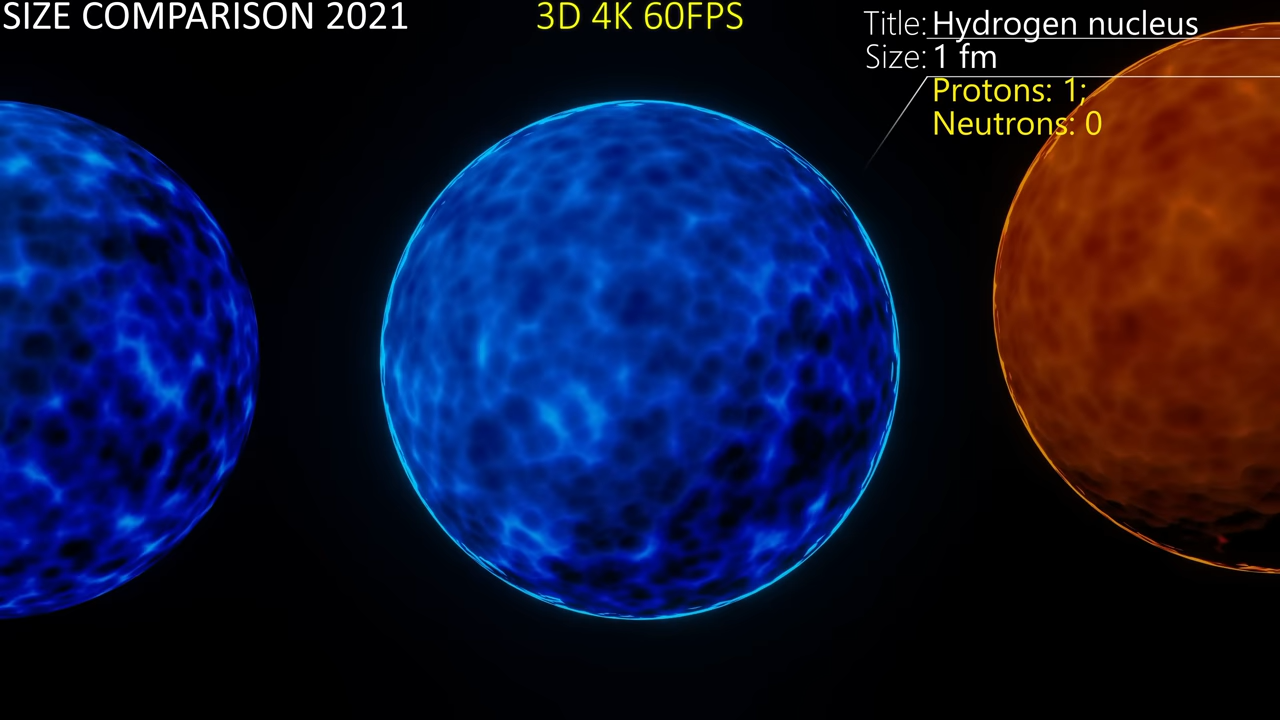 SIZE COMPARISON 2021
3D 4K 60FPS
Title: Hydrogen nucleus
Size: 1 fm
Protons: 1;
Neutrons: 0